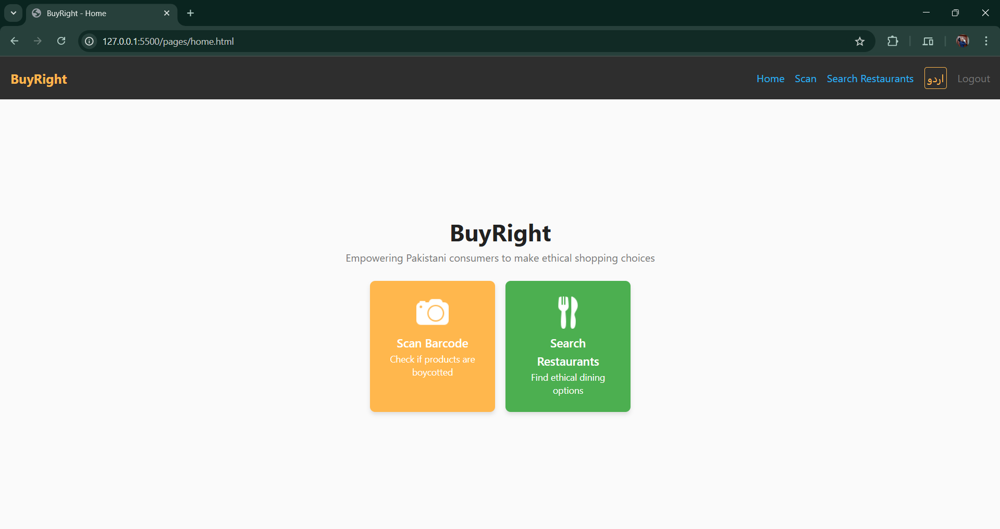 BuyRight - Home
127.0.0.1:5500/pages/home.html
BuyRight
Home Scan Search Restaurants اردو Logout
BuyRight
Empowering Pakistani consumers to make ethical shopping choices
Scan Barcode
Check if products are
boycotted
Search
Restaurants
Find ethical dining
options